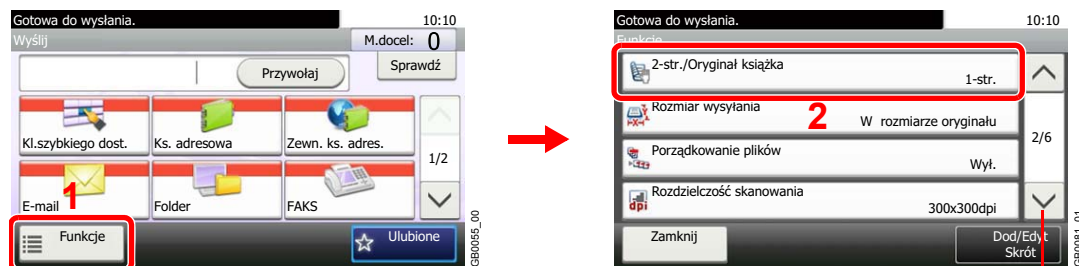 Gotowa do wysłania.
10:10
Wyślij
M.docel: 0
Przywołaj
Sprawdź
Kl.szybkiego dost.
Ks. adresowa
Zewn. ks. adres.
1/2
E-mail
1
Folder
FAKS
Funkcje
Ulubione
GB0055_00
Gotowa do wysłania.
10:10
Funkcje
2-str./Oryginał książka
1-str.
Rozmiar wysyłania
2
W rozmiarze oryginału
2/6
Porządkowanie plików
Wył.
dpi
Rozdzielczość skanowania
300x300dpi
Zamknij
Dod/Edyt
Skrót
GB0081_01